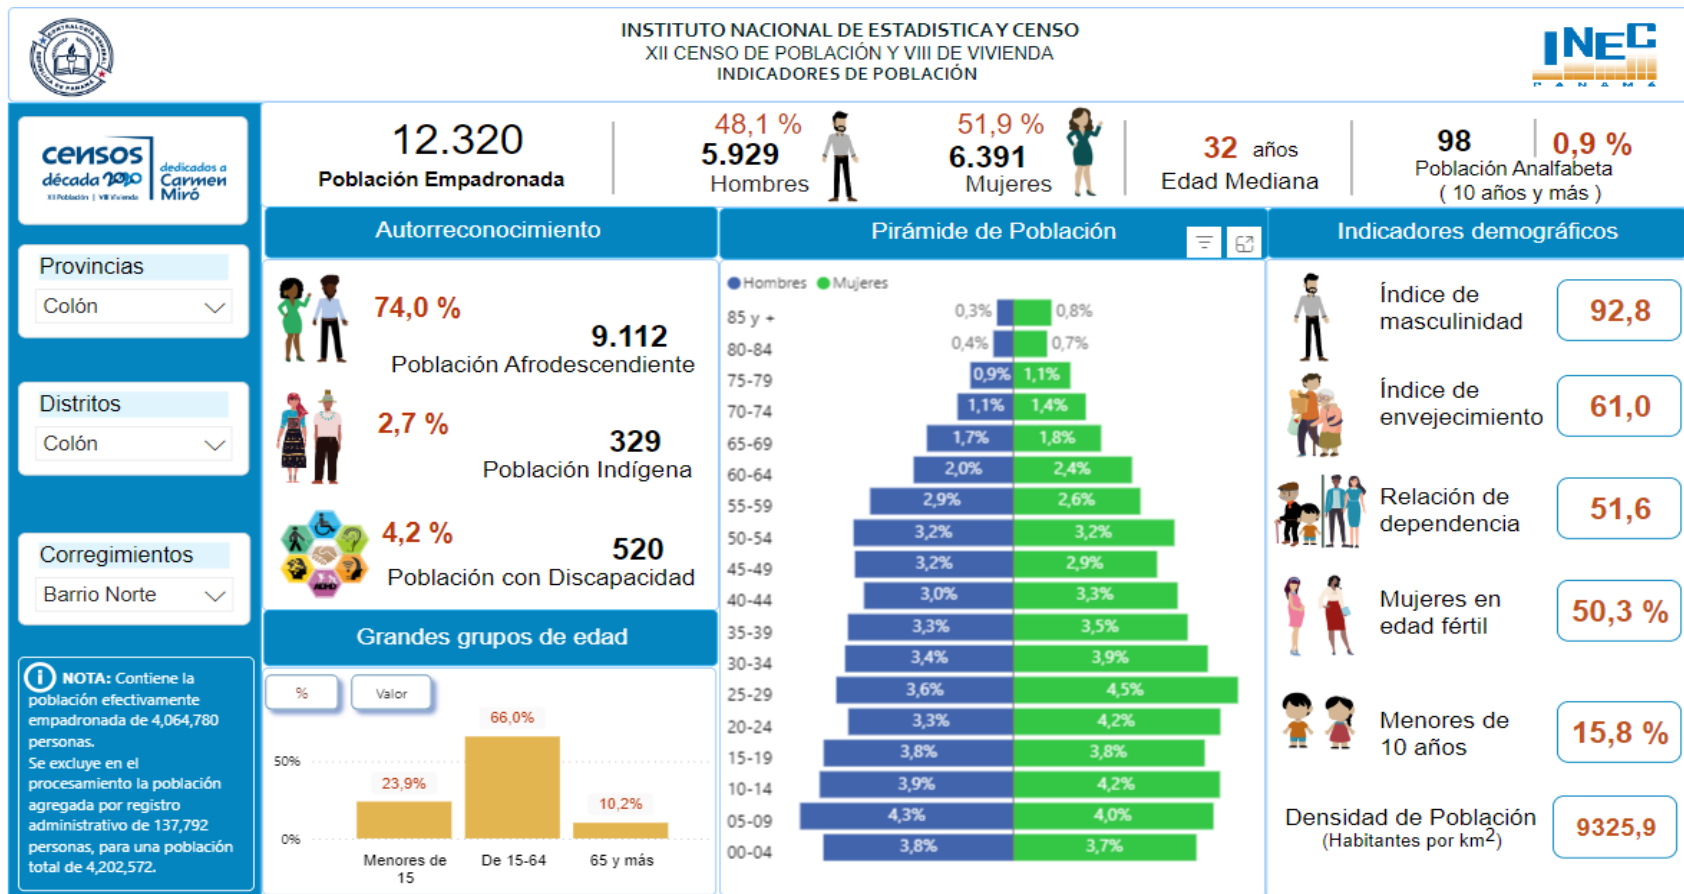 INSTITUTO NACIONAL DE ESTADISTICA Y CENSO
XII CENSO DE POBLACIÓN Y VIII DE VIVIENDA
INDICADORES DE POBLACIÓN
INEC
censos
década 2020
XII Población | VIII Vivienda
dedicados a
Carmen
Miró
12.320
Población Empadronada
48,1 %
5.929
Hombres
51,9 %
6.391
Mujeres
32 años
Edad Mediana
98
0,9 %
Población Analfabeta
( 10 años y más )
Provincias
Colón
Distritos
Colón
Corregimientos
Barrio Norte
NOTA: Contiene la
población efectivamente
empadronada de 4,064,780
personas.
Se excluye en el
procesamiento la población
agregada por registro
administrativo de 137,792
personas, para una población
total de 4,202,572.
Autorreconocimiento
74,0 %
9.112
Población Afrodescendiente
2,7 %
329
Población Indígena
4,2 %
520
Población con Discapacidad
Grandes grupos de edad
%
Valor
50%
0%
23,9%
66,0%
10,2%
Menores de
15
De 15-64
65 y más
Pirámide de Población
Hombres Mujeres
85 y + 0,3% 0,8%
80-84 0,4% 0,7%
75-79 0,9% 1,1%
70-74 1,1% 1,4%
65-69 1,7% 1,8%
60-64 2,0% 2,4%
55-59 2,9% 2,6%
50-54 3,2% 3,2%
45-49 3,2% 2,9%
40-44 3,0% 3,3%
35-39 3,3% 3,5%
30-34 3,4% 3,9%
25-29 3,6% 4,5%
20-24 3,3% 4,2%
15-19 3,8% 3,8%
10-14 3,9% 4,2%
05-09 4,3% 4,0%
00-04 3,8% 3,7%
Indicadores demográficos
Índice de
masculinidad
92,8
Índice de
envejecimiento
61,0
Relación de
dependencia
51,6
Mujeres en
edad fértil
50,3 %
Menores de
10 años
15,8 %
Densidad de Población
(Habitantes por km²)
9325,9